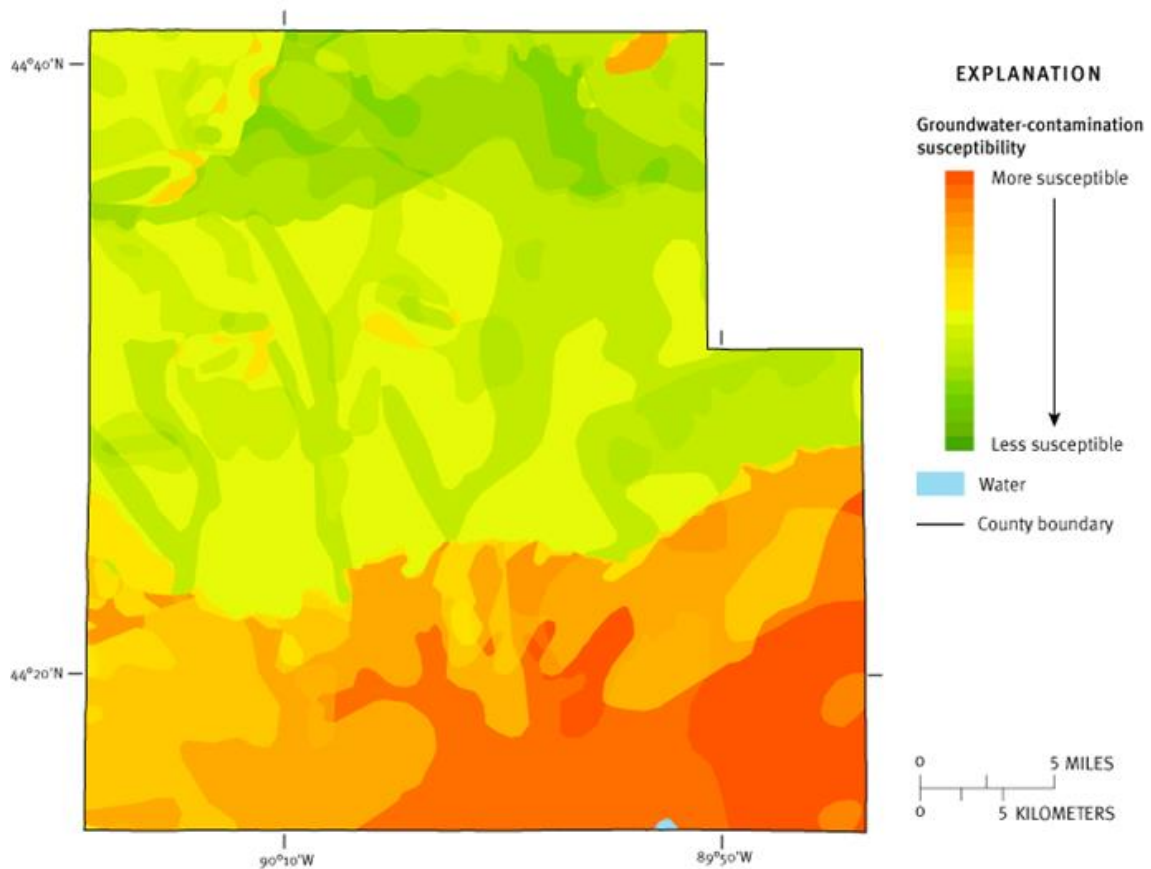 44°40'N
EXPLANATION
Groundwater-contamination
susceptibility
More susceptible
Less susceptible
Water
County boundary
44°20'N
0 5 MILES
0 5 KILOMETERS
90°10'W
89°50'W